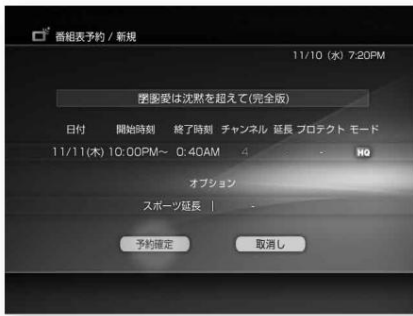 番組表予約 / 新規
11/10 (水) 7:20PM
愛は沈黙を超えて(完全版)
日付 開始時刻 終了時刻 チャンネル 延長 プロテクト モード
11/11(木) 10:00PM～ 0:40AM 4 - HQ
オプション
スポーツ延長 | -
予約確定 取消し